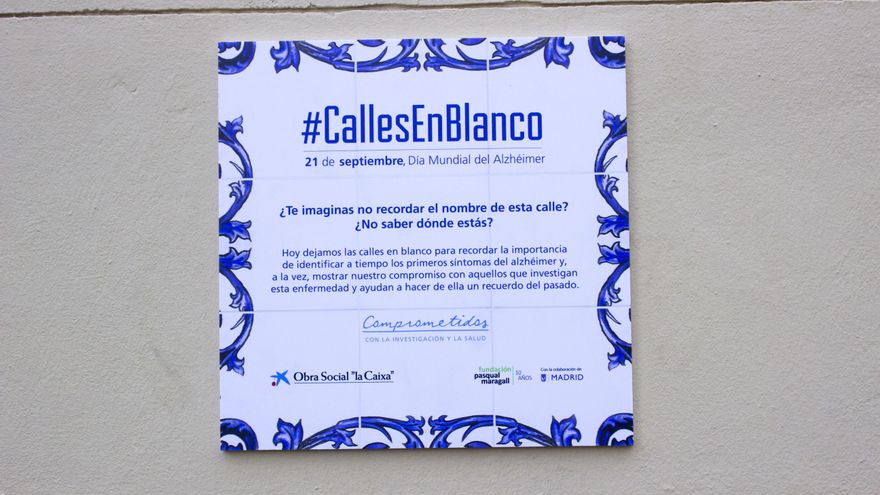 #CallesEnBlanco
21 de septiembre, Día Mundial del Alzhéimer
¿Te imaginas no recordar el nombre de esta calle?
¿No saber dónde estás?
Hoy dejamos las calles en blanco para recordar la importancia
de identificar a tiempo los primeros síntomas del alzhéimer y,
a la vez, mostrar nuestro compromiso con aquellos que investigan
esta enfermedad y ayudan a hacer de ella un recuerdo del pasado.
Comprometidos
CON LA INVESTIGACIÓN Y LA SALUD
Obra Social "la Caixa"
fundación
pasqual
maragall
10
AÑOS
Con la colaboración de:
MADRID